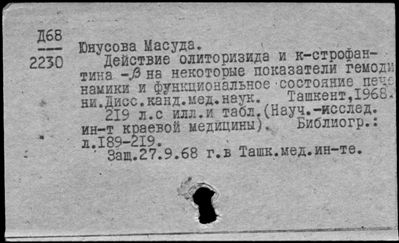 Д68
2230
Юнусова Масуда.
Действие олиторизида и к-строфан-
тина -β на некоторые показатели гемоди
намики и функциональное состояние пече
ни.Дисс.канд.мед.наук. Ташкент,1968.
219 л.с илл.и табл.(Науч.-исслед.
ин-т краевой медицины). Библиогр.:
л.189-219.
Защ.27.9.68 г.в Ташк.мед.ин-те.